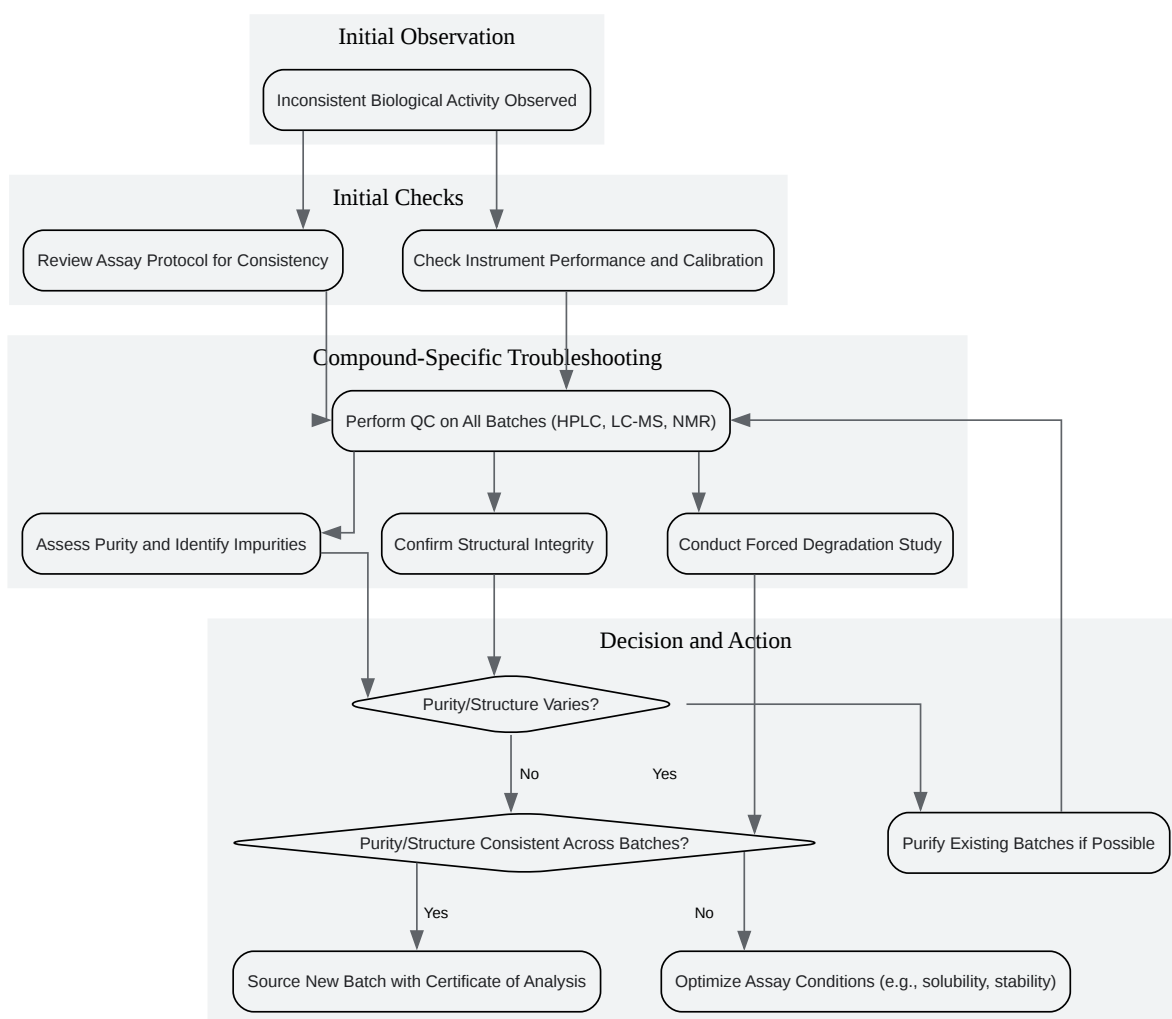 Initial Observation
Inconsistent Biological Activity Observed
Initial Checks
Review Assay Protocol for Consistency
Check Instrument Performance and Calibration
Compound-Specific Troubleshooting
Perform QC on All Batches (HPLC, LC-MS, NMR)
Assess Purity and Identify Impurities
Confirm Structural Integrity
Conduct Forced Degradation Study
Decision and Action
Purity/Structure Varies?
No
Yes
Purity/Structure Consistent Across Batches?
Purify Existing Batches if Possible
Yes
No
Source New Batch with Certificate of Analysis
Optimize Assay Conditions (e.g., solubility, stability)